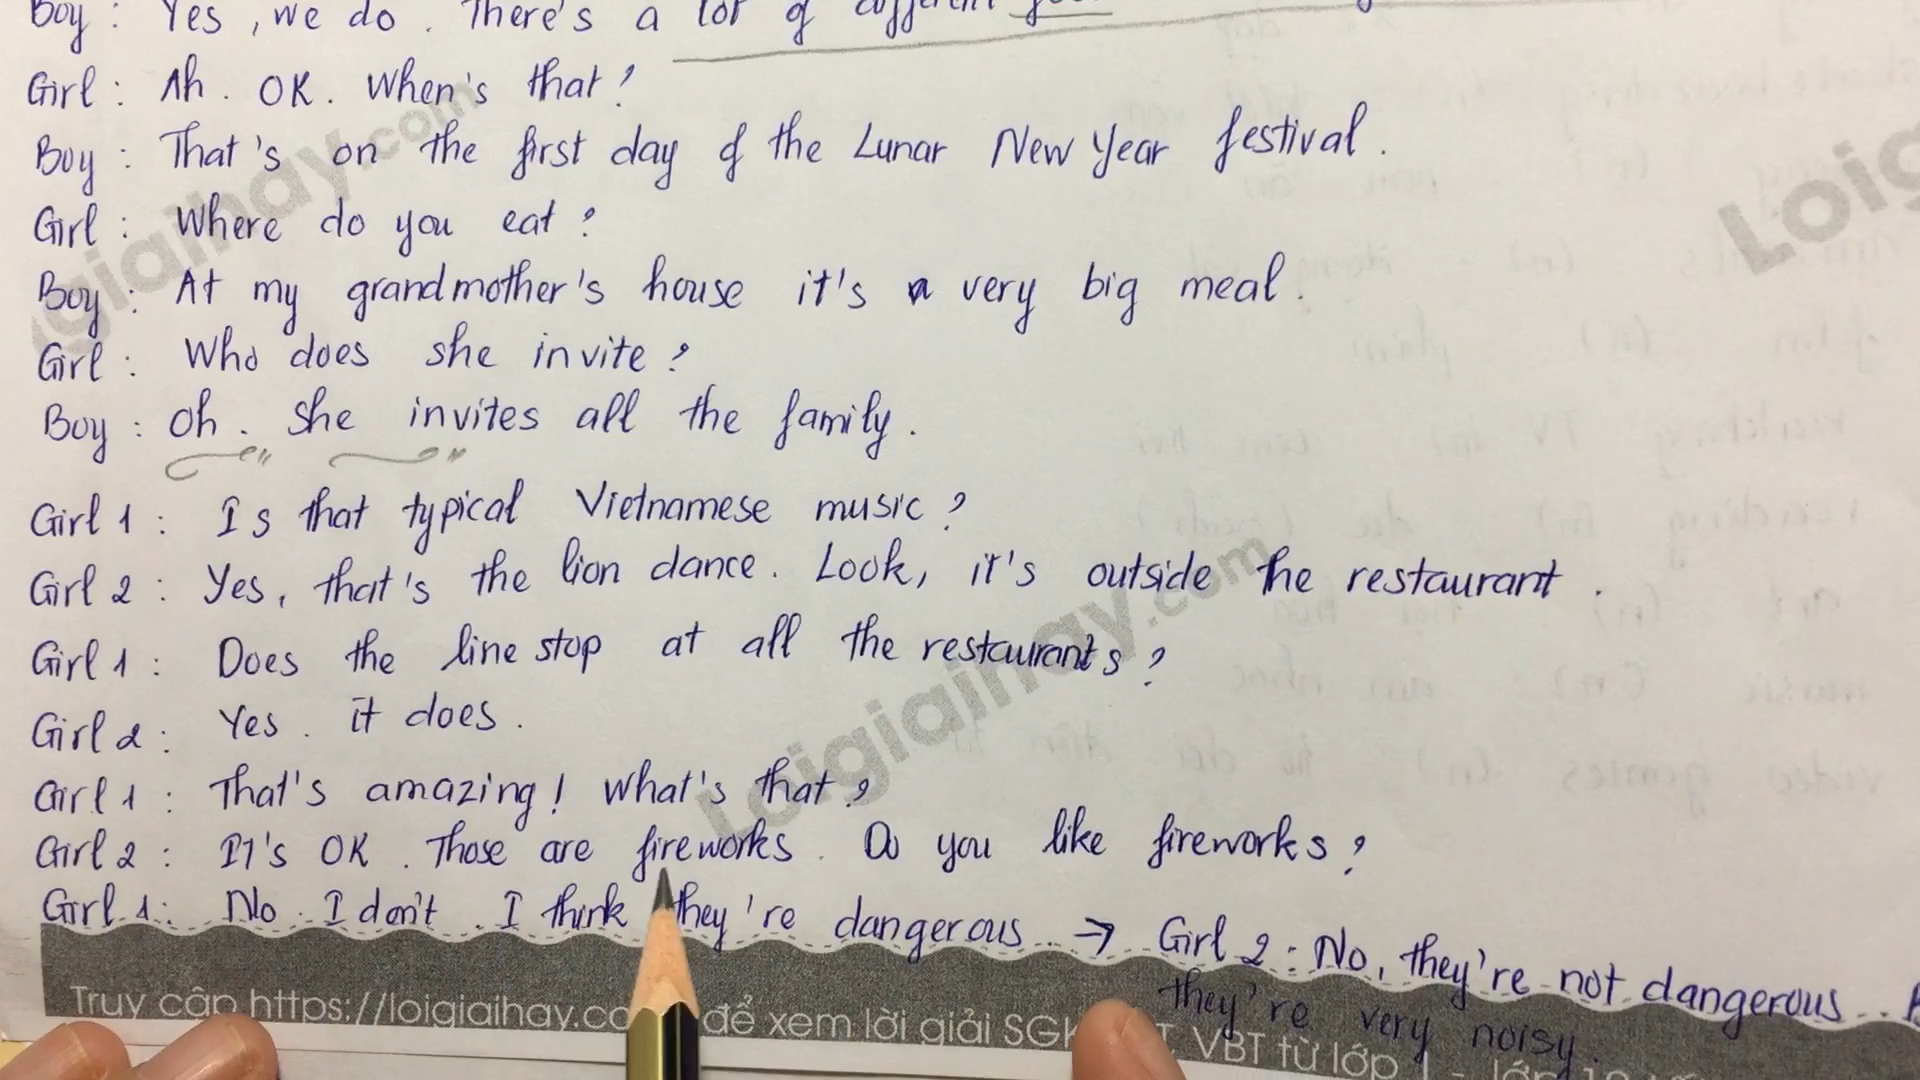 Boy : Yes , we do . There's a lot of different
Girl : Ah . OK . When's that ?
Boy : That's on the first day of the Lunar New Year festival .
Girl : Where do you eat ?
Boy : At my grandmother's house it's a very big meal .
Girl : Who does she invite ?
Boy : Oh . She invites all the family .
Girl 1 : Is that typical Vietnamese music ?
Girl 2 : Yes, that's the lion dance . Look, it's outside the restaurant .
Girl 1 : Does the line stop at all the restaurants ?
Girl 2 : Yes . it does .
Girl 1 : That's amazing ! What's that ?
Girl 2 : It's OK . Those are fireworks . Do you like fireworks ?
Girl 1 : No . I don't . I think they're dangerous → Girl 2 : No, they're not dangerous ..
they're very noisy .
Truy cập https://loigiaihay.co để xem lời giải SGK VBT từ lớp 1 - lớp
Loigiaihay.com